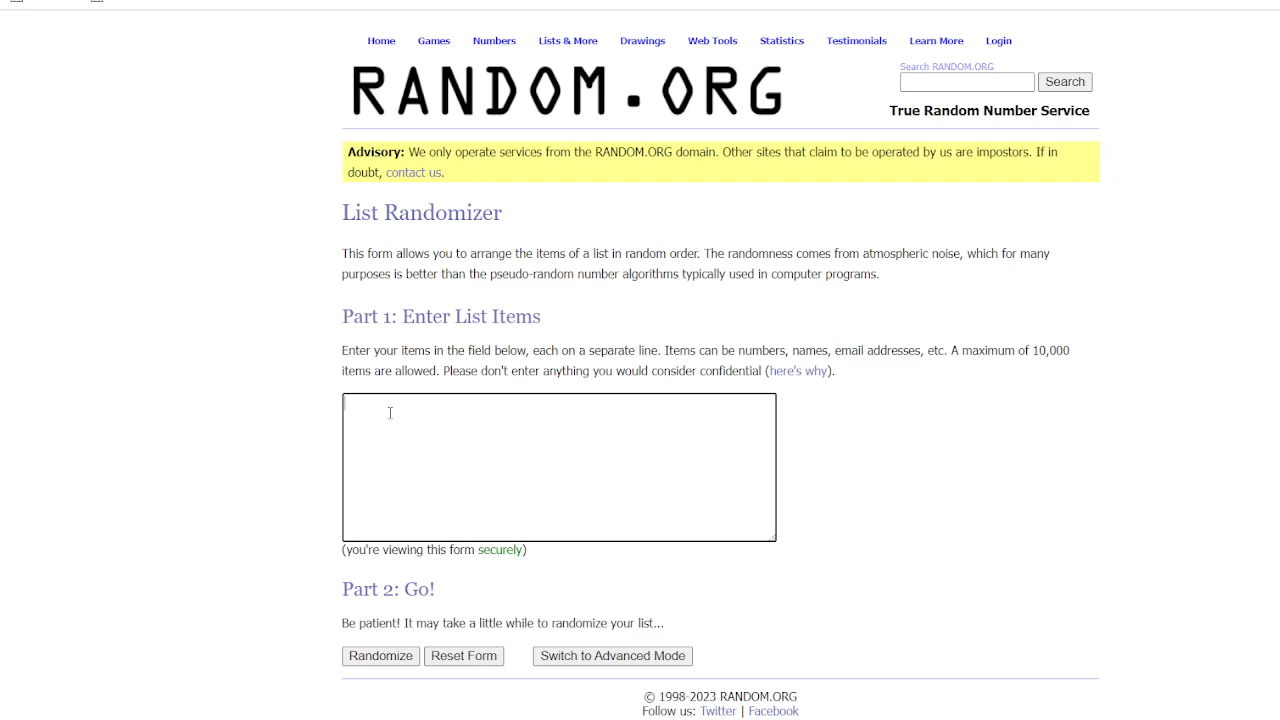 Home Games Numbers Lists & More Drawings Web Tools Statistics Testimonials Learn More Login
RANDOM.ORG
Search RANDOM.ORG
Search
True Random Number Service
Advisory: We only operate services from the RANDOM.ORG domain. Other sites that claim to be operated by us are impostors. If in
doubt, contact us.
List Randomizer
This form allows you to arrange the items of a list in random order. The randomness comes from atmospheric noise, which for many
purposes is better than the pseudo-random number algorithms typically used in computer programs.
Part 1: Enter List Items
Enter your items in the field below, each on a separate line. Items can be numbers, names, email addresses, etc. A maximum of 10,000
items are allowed. Please don't enter anything you would consider confidential (here's why).
(you're viewing this form securely)
Part 2: Go!
Be patient! It may take a little while to randomize your list...
Randomize Reset Form Switch to Advanced Mode
© 1998-2023 RANDOM.ORG
Follow us: Twitter | Facebook